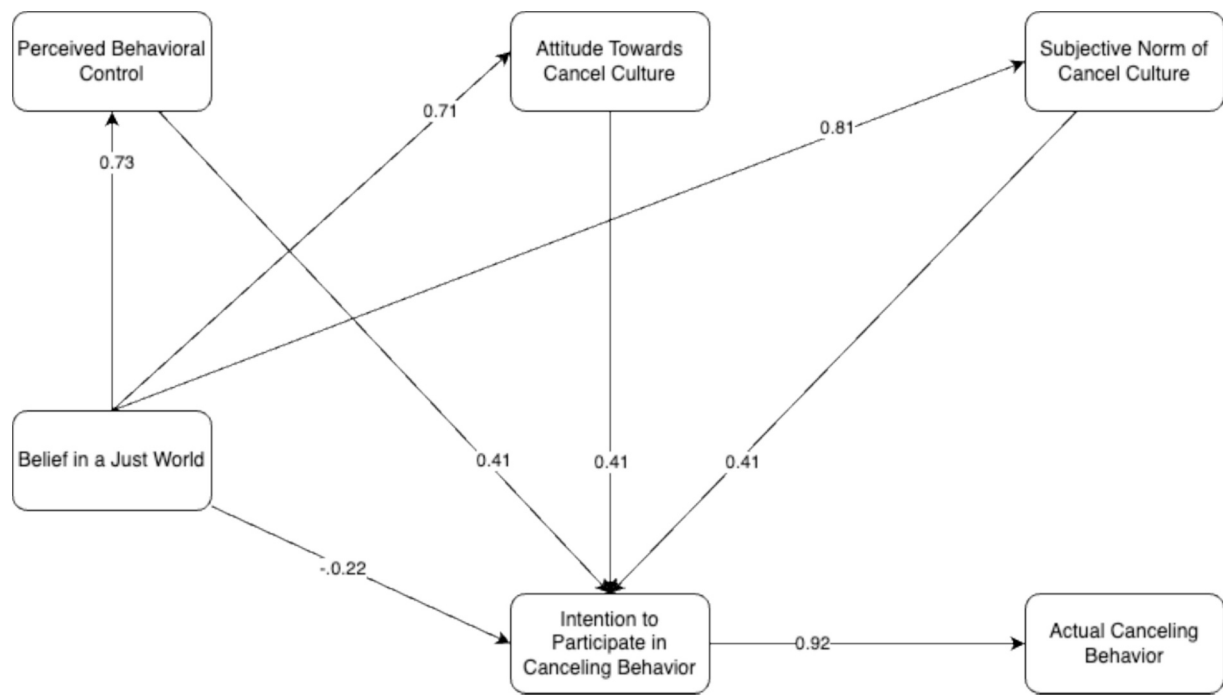 Perceived Behavioral
Control
Attitude Towards
Cancel Culture
Subjective Norm of
Cancel Culture
0.71
0.81
0.73
Belief in a Just World
0.41
0.41
0.41
-.0.22
Intention to
Participate in
Canceling Behavior
0.92
Actual Canceling
Behavior